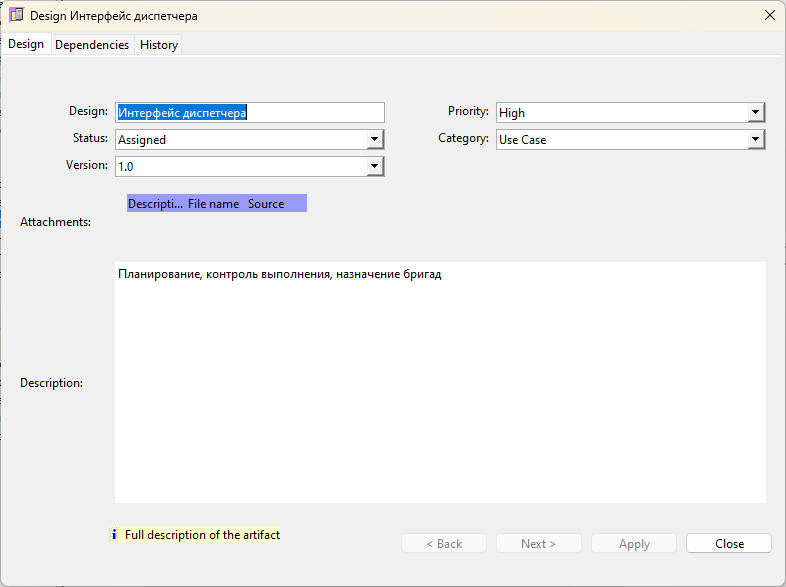 Design Интерфейс диспетчера
Design Dependencies History
Design: Интерфейс диспетчера Priority: High
Status: Assigned Category: Use Case
Version: 1.0
Descripti... File name Source
Attachments:
Планирование, контроль выполнения, назначение бригад
Description:
Full description of the artifact
< Back Next > Apply Close